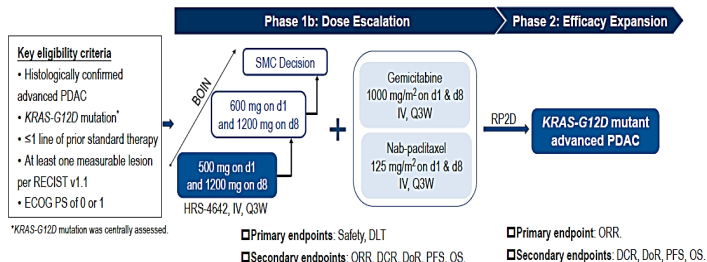 Phase 1b: Dose Escalation
Phase 2: Efficacy Expansion
Key eligibility criteria
• Histologically confirmed
advanced PDAC
• KRAS-G12D mutation*
• ≤1 line of prior standard therapy
• At least one measurable lesion
per RECIST v1.1
• ECOG PS of 0 or 1
*KRAS-G12D mutation was centrally assessed.
BOIN
SMC Decision
600 mg on d1
and 1200 mg on d8
500 mg on d1
and 1200 mg on d8
HRS-4642, IV, Q3W
+
Gemicitabine
1000 mg/m² on d1 & d8
IV, Q3W
Nab-paclitaxel
125 mg/m² on d1 & d8
IV, Q3W
RP2D
KRAS-G12D mutant
advanced PDAC
Primary endpoints: Safety, DLT
Secondary endpoints: ORR, DCR, DoR, PFS, OS.
Primary endpoint: ORR.
Secondary endpoints: DCR, DoR, PFS, OS.